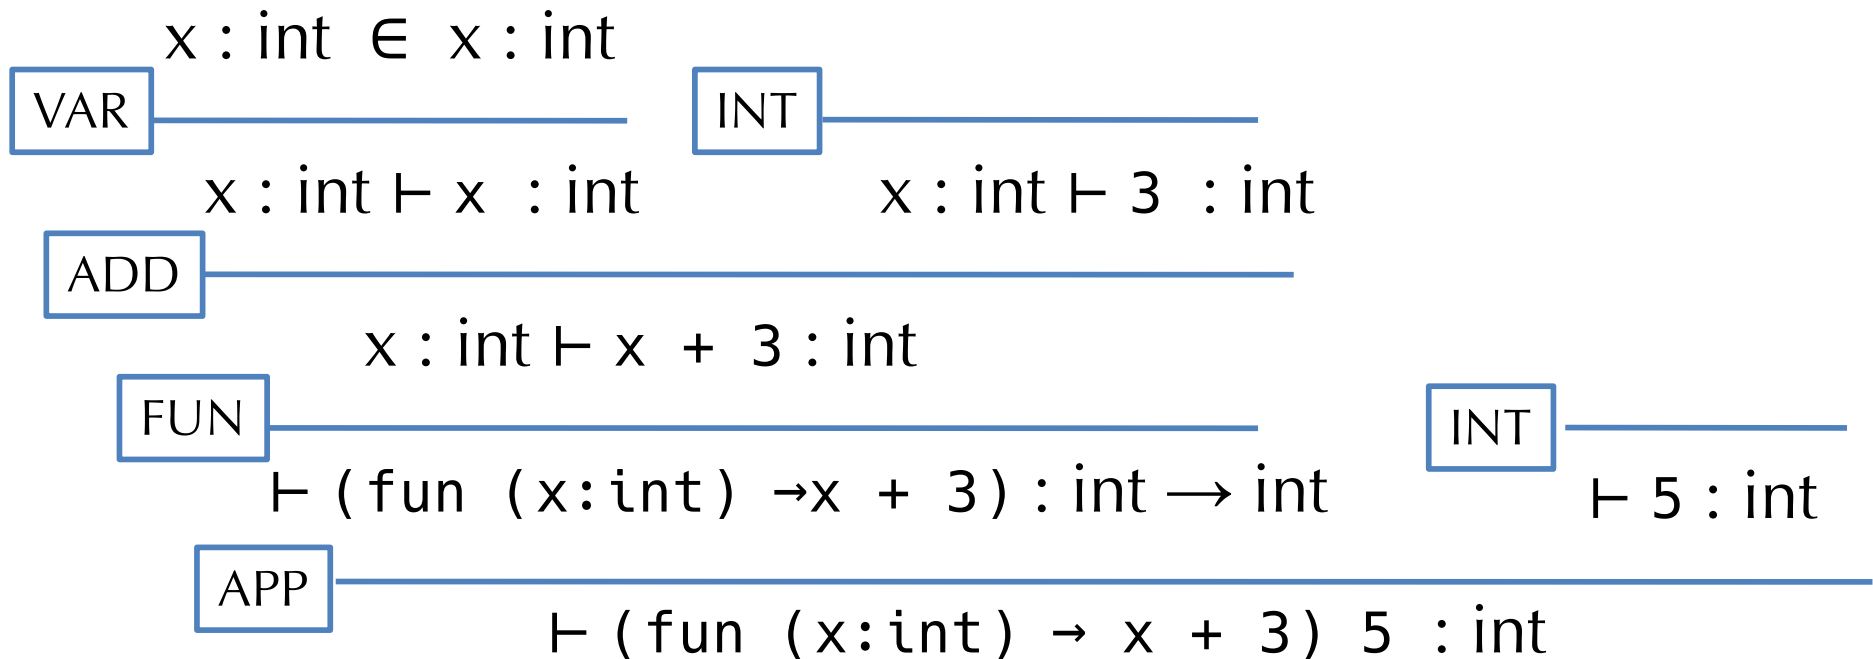 x : int ∈ x : int
VAR INT
x : int ⊢ x : int x : int ⊢ 3 : int
ADD
x : int ⊢ x + 3 : int
FUN INT
⊢ (fun (x:int) →x + 3) : int ⟶ int ⊢ 5 : int
APP
⊢ (fun (x:int) → x + 3) 5 : int